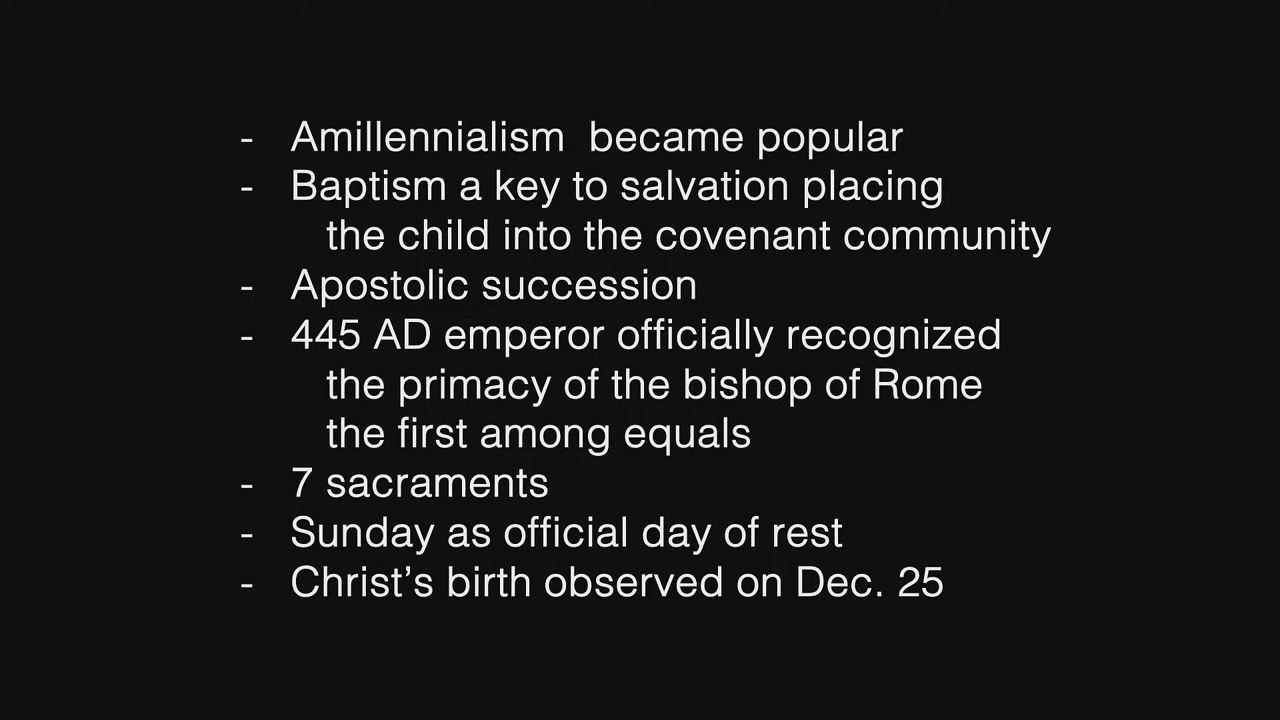 - Amillennialism  became popular
- Baptism a key to salvation placing
the child into the covenant community
- Apostolic succession
- 445 AD emperor officially recognized
the primacy of the bishop of Rome
the first among equals
- 7 sacraments
- Sunday as official day of rest
- Christ’s birth observed on Dec. 25